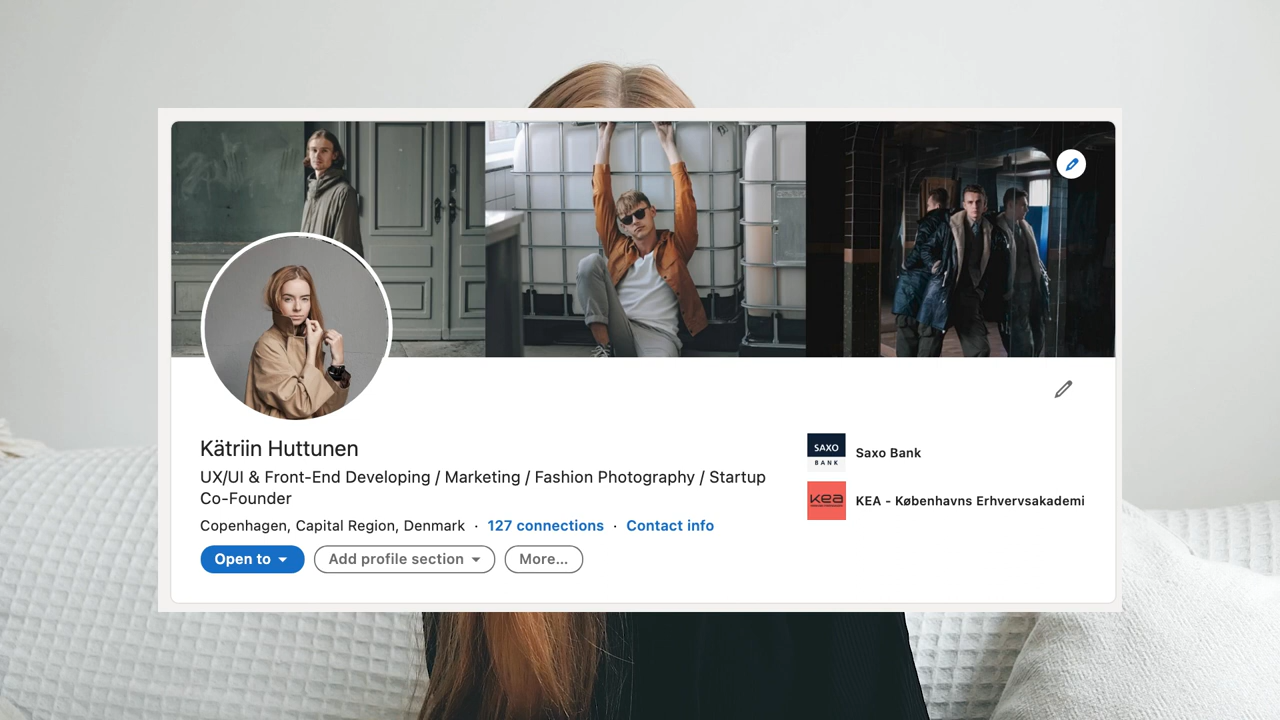 Kätriin Huttunen
UX/UI & Front-End Developing / Marketing / Fashion Photography / Startup
Co-Founder
Copenhagen, Capital Region, Denmark · 127 connections · Contact info
Open to
Add profile section
More...
SAXO
BANK
Saxo Bank
kea
KEA - Københavns Erhvervsakademi